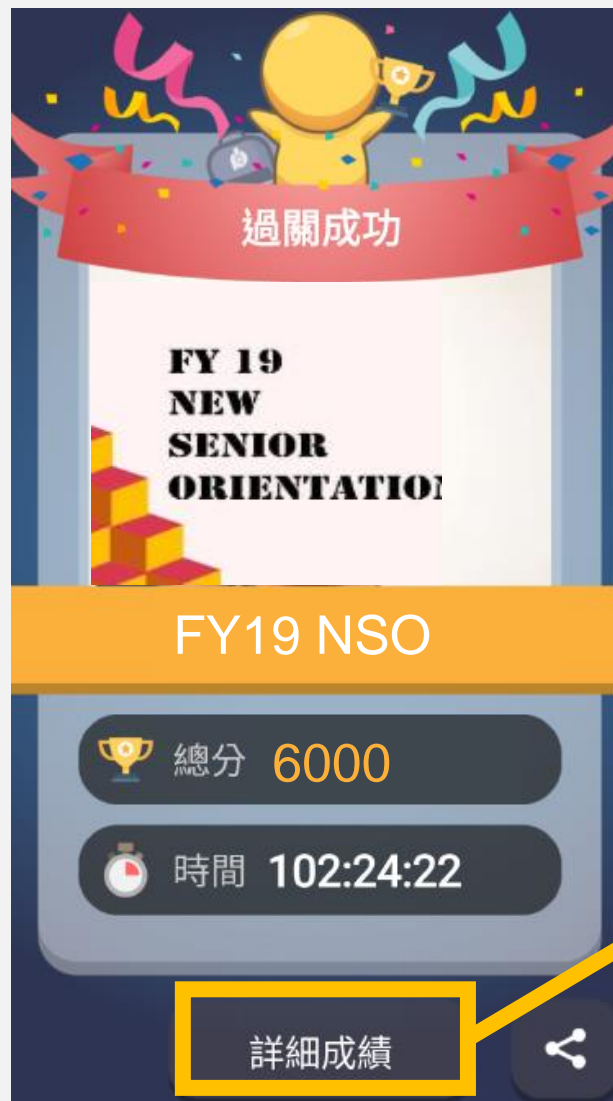 過關成功
FY 19
NEW
SENIOR
ORIENTATION
FY19 NSO
總分 6000
時間 102:24:22
詳細成績